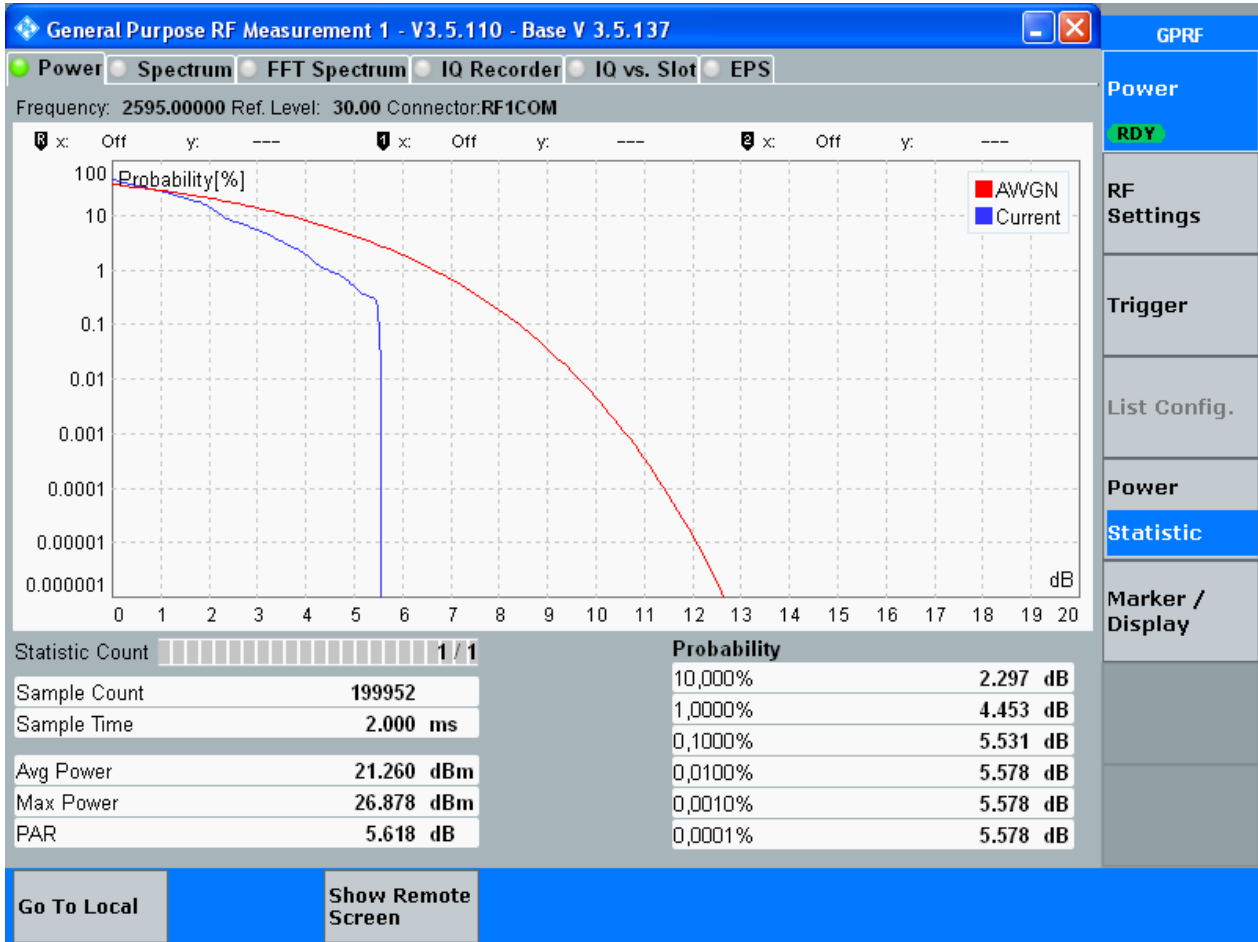 General Purpose RF Measurement 1 - V3.5.110 - Base V 3.5.137
GPRF
Power Spectrum FFT Spectrum IQ Recorder IQ vs. Slot EPS
Frequency: 2595.00000 Ref. Level: 30.00 Connector:RF1COM
R x: Off y: --- 1 x: Off y: --- 2 x: Off y: ---
Probability[%]
AWGN
Current
100
10
1
0.1
0.01
0.001
0.0001
0.00001
0.000001
dB
0 1 2 3 4 5 6 7 8 9 10 11 12 13 14 15 16 17 18 19 20
Statistic Count 1 / 1
Sample Count 199952
Sample Time 2.000 ms
Avg Power 21.260 dBm
Max Power 26.878 dBm
PAR 5.618 dB
Probability
10,000% 2.297 dB
1,0000% 4.453 dB
0,1000% 5.531 dB
0,0100% 5.578 dB
0,0010% 5.578 dB
0,0001% 5.578 dB
Power
RDY
RF
Settings
Trigger
List Config.
Power
Statistic
Marker /
Display
Go To Local
Show Remote
Screen